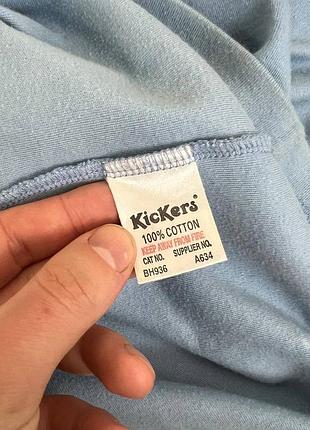 KicKers
100% COTTON
KEEP AWAY FROM FIRE
CAT NO. SUPPLIER NO.
BH936 A634